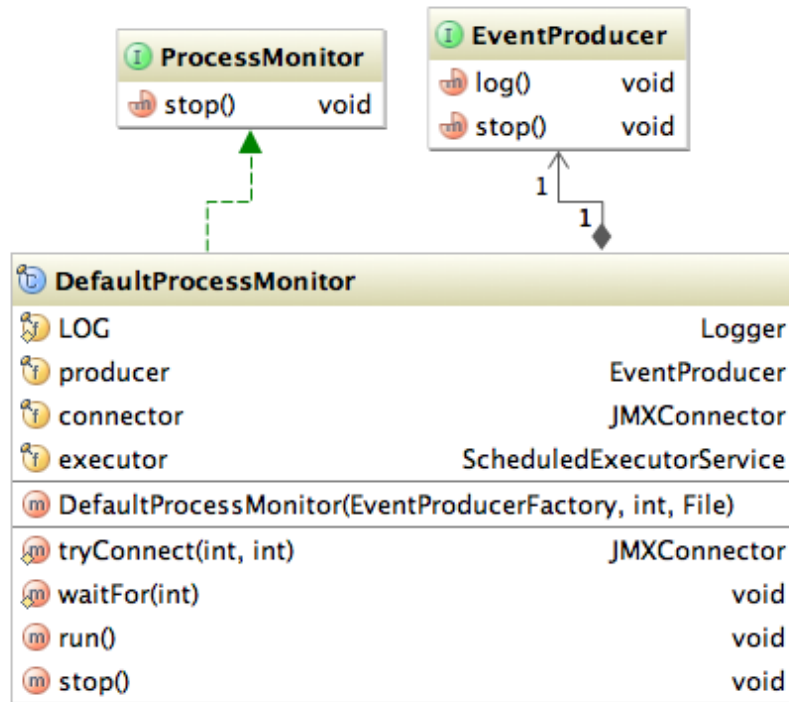 ProcessMonitor
stop() void
EventProducer
log() void
stop() void
1
1
DefaultProcessMonitor
LOG Logger
producer EventProducer
connector JMXConnector
executor ScheduledExecutorService
DefaultProcessMonitor(EventProducerFactory, int, File)
tryConnect(int, int) JMXConnector
waitFor(int) void
run() void
stop() void